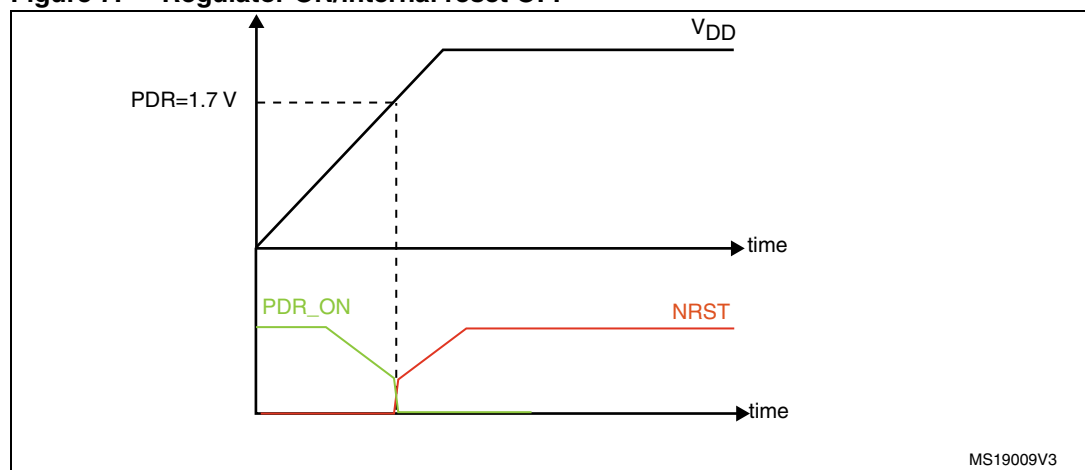 VDD
PDR=1.7 V
time
PDR_ON
NRST
time
MS19009V3